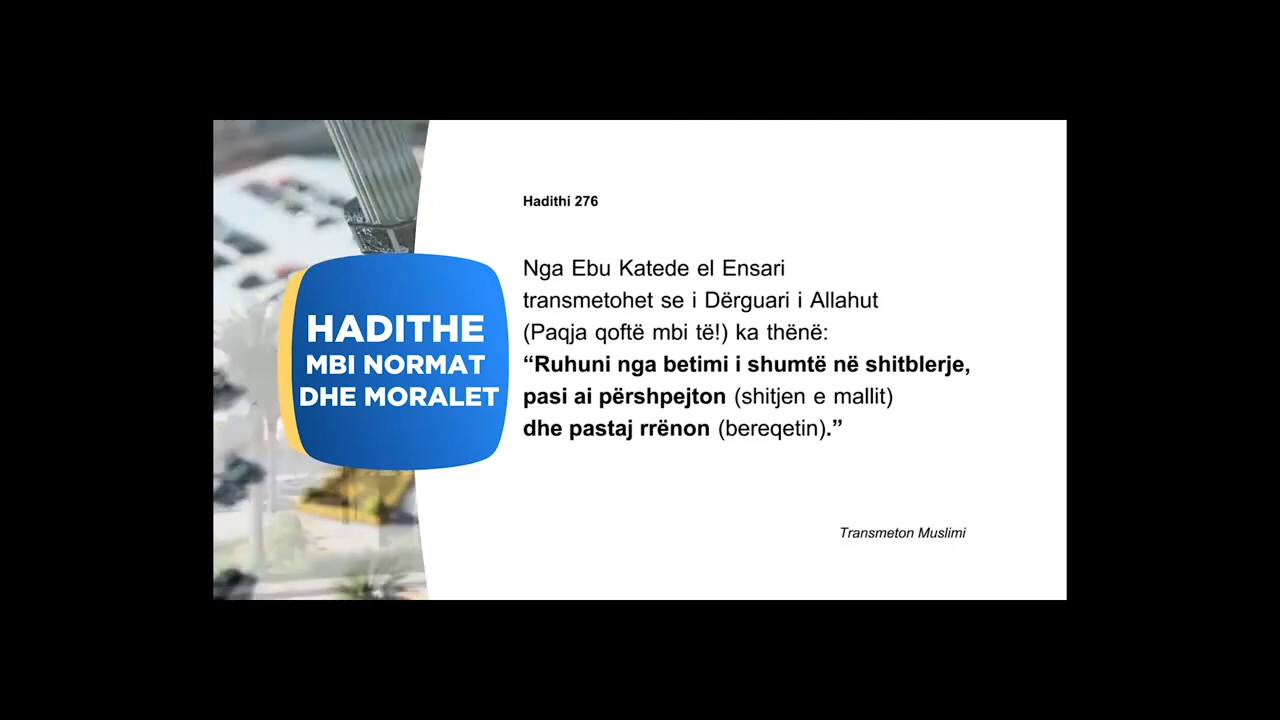 HADITHE
MBI NORMAT
DHE MORALET
Hadithi 276
Nga Ebu Katede el Ensari
transmetohet se i Dërguari i Allahut
(Paqja qoftë mbi të!) ka thënë:
“Ruhuni nga betimi i shumtë në shitblerje,
pasi ai përshpejton (shitjen e mallit)
dhe pastaj rrënon (bereqetin).”
Transmeton Muslimi